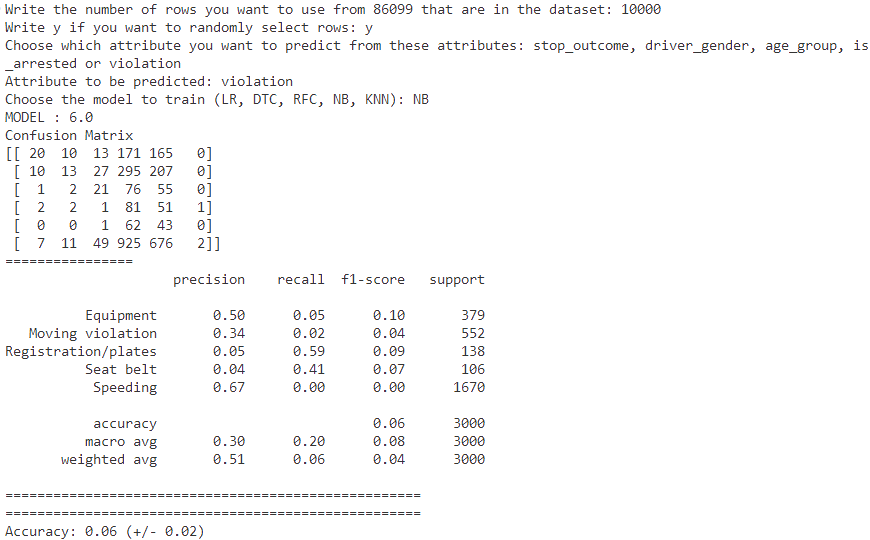 Write the number of rows you want to use from 86099 that are in the dataset: 10000
Write y if you want to randomly select rows: y
Choose which attribute you want to predict from these attributes: stop_outcome, driver_gender, age_group, is
_arrested or violation
Attribute to be predicted: violation
Choose the model to train (LR, DTC, RFC, NB, KNN): NB
MODEL : 6.0
Confusion Matrix
[[ 20 10 13 171 165 0]
[ 10 13 27 295 207 0]
[ 1 2 21 76 55 0]
[ 2 2 1 81 51 1]
[ 0 0 1 62 43 0]
[ 7 11 49 925 676 2]]
================
precision recall f1-score support
Equipment 0.50 0.05 0.10 379
Moving violation 0.34 0.02 0.04 552
Registration/plates 0.05 0.59 0.09 138
Seat belt 0.04 0.41 0.07 106
Speeding 0.67 0.00 0.00 1670
accuracy 0.06 3000
macro avg 0.30 0.20 0.08 3000
weighted avg 0.51 0.06 0.04 3000
====================================================
====================================================
Accuracy: 0.06 (+/- 0.02)